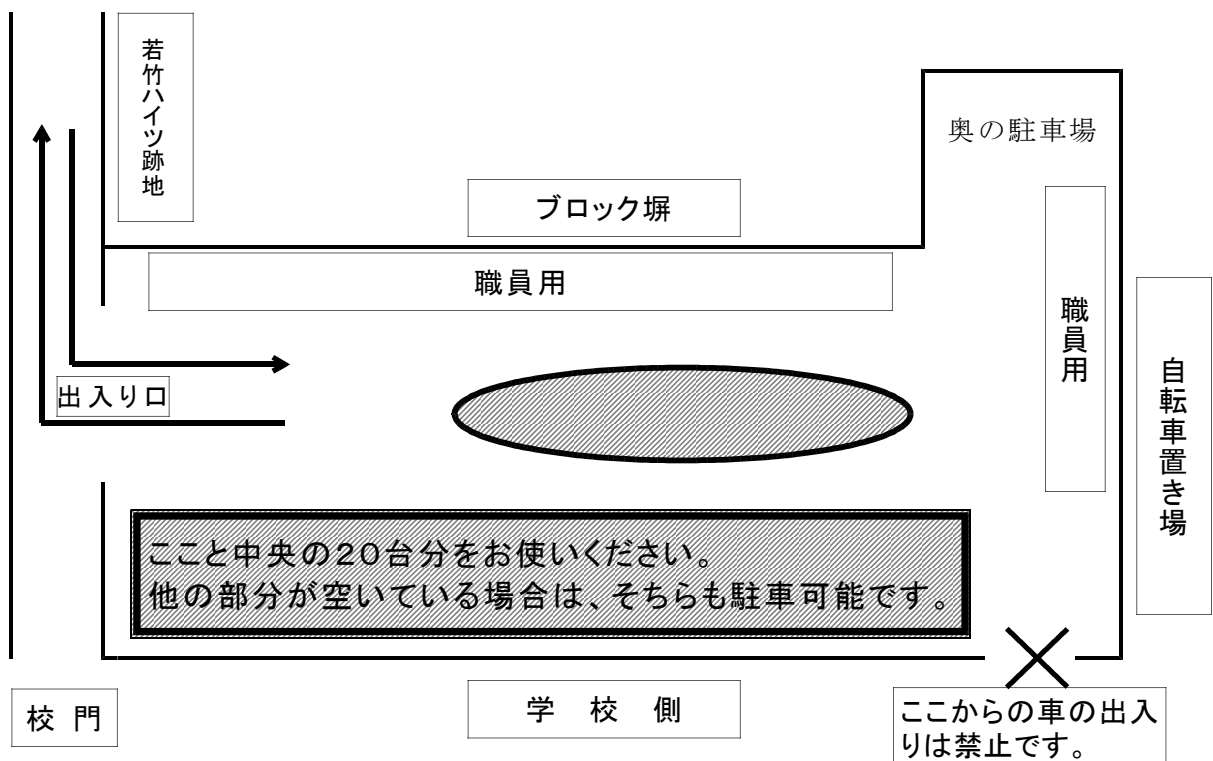 若竹ハイツ跡地
奥の駐車場
ブロック塀
職員用
職員用
自転車置き場
出入り口
ここと中央の20台分をお使いください。
他の部分が空いている場合は、そちらも駐車可能です。
校門
学校側
ここからの車の出入
りは禁止です。